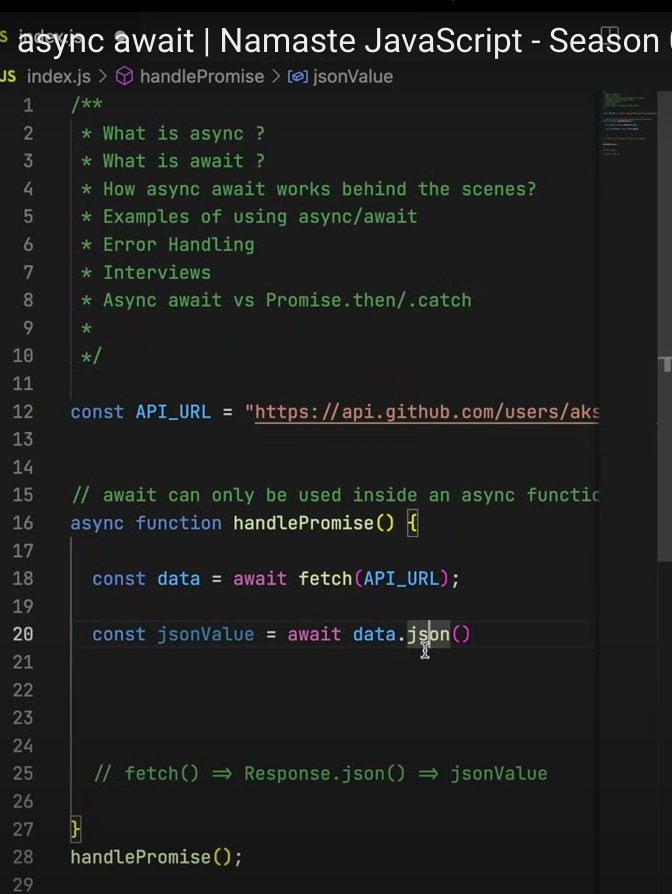 async await | Namaste JavaScript - Season
JS index.js > handlePromise > jsonValue
1 /**
2 * What is async ?
3 * What is await ?
4 * How async await works behind the scenes?
5 * Examples of using async/await
6 * Error Handling
7 * Interviews
8 * Async await vs Promise.then/.catch
9 *
10 */
11
12 const API_URL = "https://api.github.com/users/aks
13
14
15 // await can only be used inside an async functio
16 async function handlePromise() {
17
18 const data = await fetch(API_URL);
19
20 const jsonValue = await data.json()
21
22
23
24
25 // fetch() => Response.json() => jsonValue
26
27 }
28 handlePromise();
29